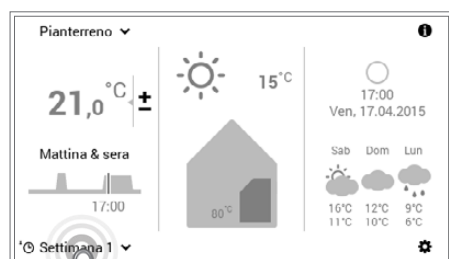 Pianterreno
21,0°C ±
Mattina & sera
17:00
Settimana 1
15°C
80°C
17:00
Ven, 17.04.2015
Sab Dom Lun
16°C 12°C 9°C
11°C 10°C 6°C